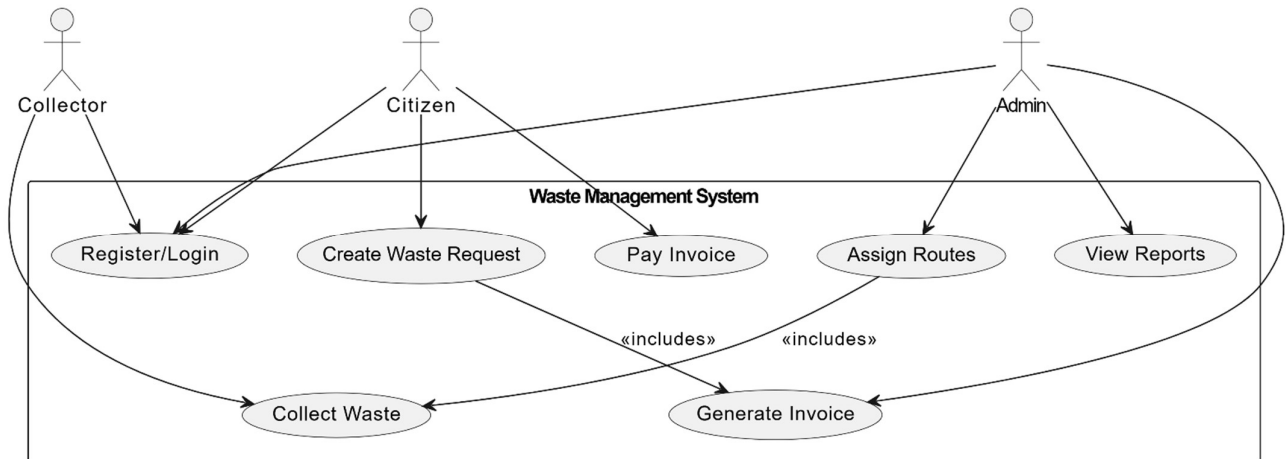 Collector
Citizen
Admin
Waste Management System
Register/Login
Create Waste Request
Pay Invoice
Assign Routes
View Reports
«includes»
«includes»
Collect Waste
Generate Invoice